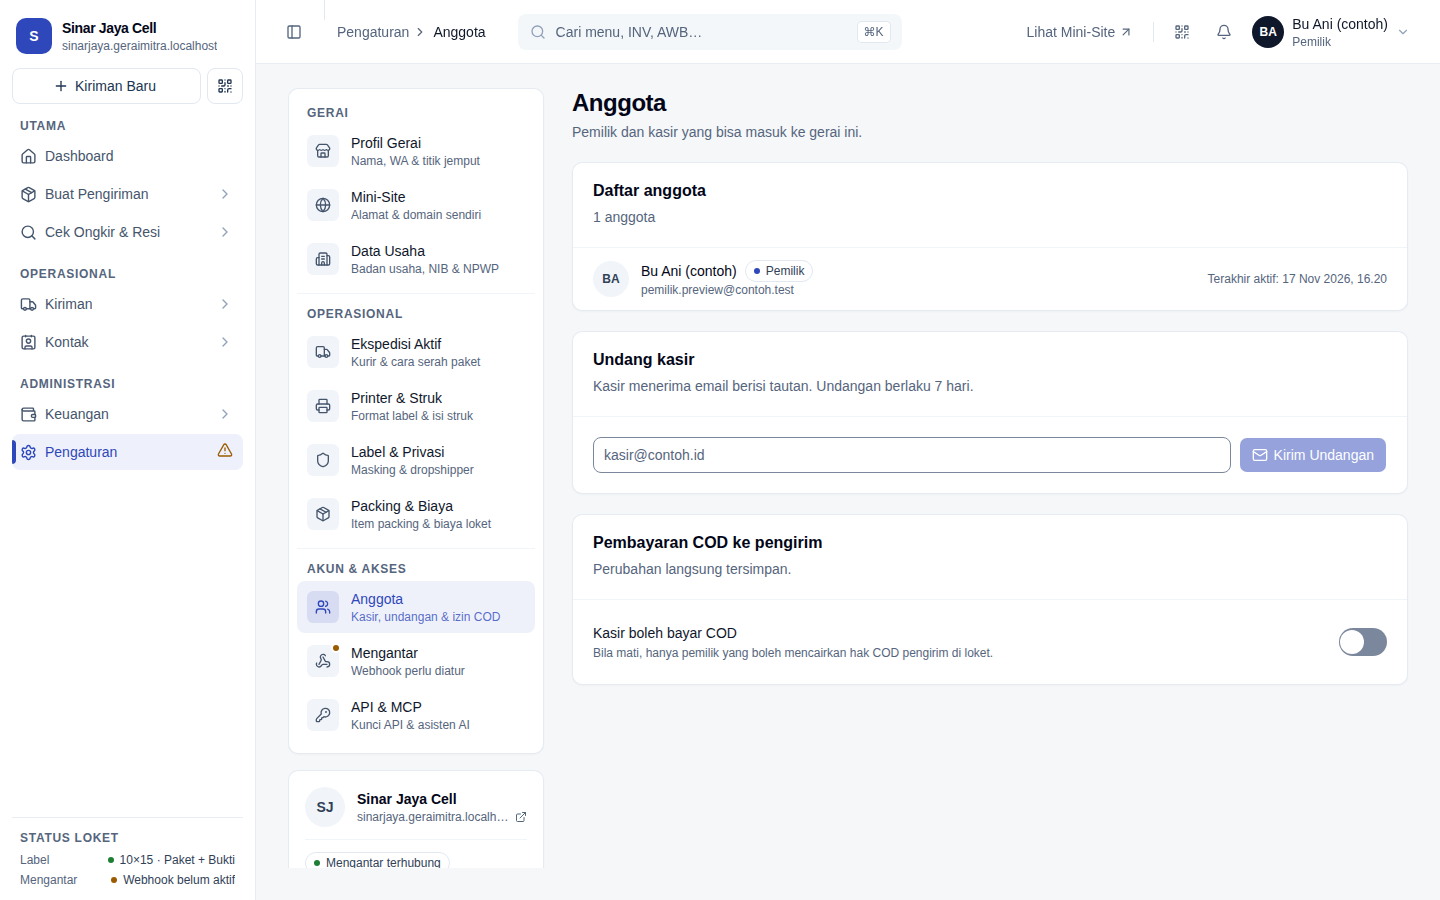 S
Sinar Jaya Cell
sinarjaya.geraimitra.localhost
Kiriman Baru
UTAMA
Dashboard
Buat Pengiriman
Cek Ongkir & Resi
OPERASIONAL
Kiriman
Kontak
ADMINISTRASI
Keuangan
Pengaturan
STATUS LOKET
Label 10×15 · Paket + Bukti
Mengantar Webhook belum aktif
Pengaturan > Anggota
Cari menu, INV, AWB… ⌘K
Lihat Mini-Site
BA
Bu Ani (contoh)
Pemilik
GERAI
Profil Gerai
Nama, WA & titik jemput
Mini-Site
Alamat & domain sendiri
Data Usaha
Badan usaha, NIB & NPWP
OPERASIONAL
Ekspedisi Aktif
Kurir & cara serah paket
Printer & Struk
Format label & isi struk
Label & Privasi
Masking & dropshipper
Packing & Biaya
Item packing & biaya loket
AKUN & AKSES
Anggota
Kasir, undangan & izin COD
Mengantar
Webhook perlu diatur
API & MCP
Kunci API & asisten AI
SJ
Sinar Jaya Cell
sinarjaya.geraimitra.localh…
Mengantar terhubung
Anggota
Pemilik dan kasir yang bisa masuk ke gerai ini.
Daftar anggota
1 anggota
BA
Bu Ani (contoh) Pemilik
pemilik.preview@contoh.test
Terakhir aktif: 17 Nov 2026, 16.20
Undang kasir
Kasir menerima email berisi tautan. Undangan berlaku 7 hari.
kasir@contoh.id
Kirim Undangan
Pembayaran COD ke pengirim
Perubahan langsung tersimpan.
Kasir boleh bayar COD
Bila mati, hanya pemilik yang boleh mencairkan hak COD pengirim di loket.